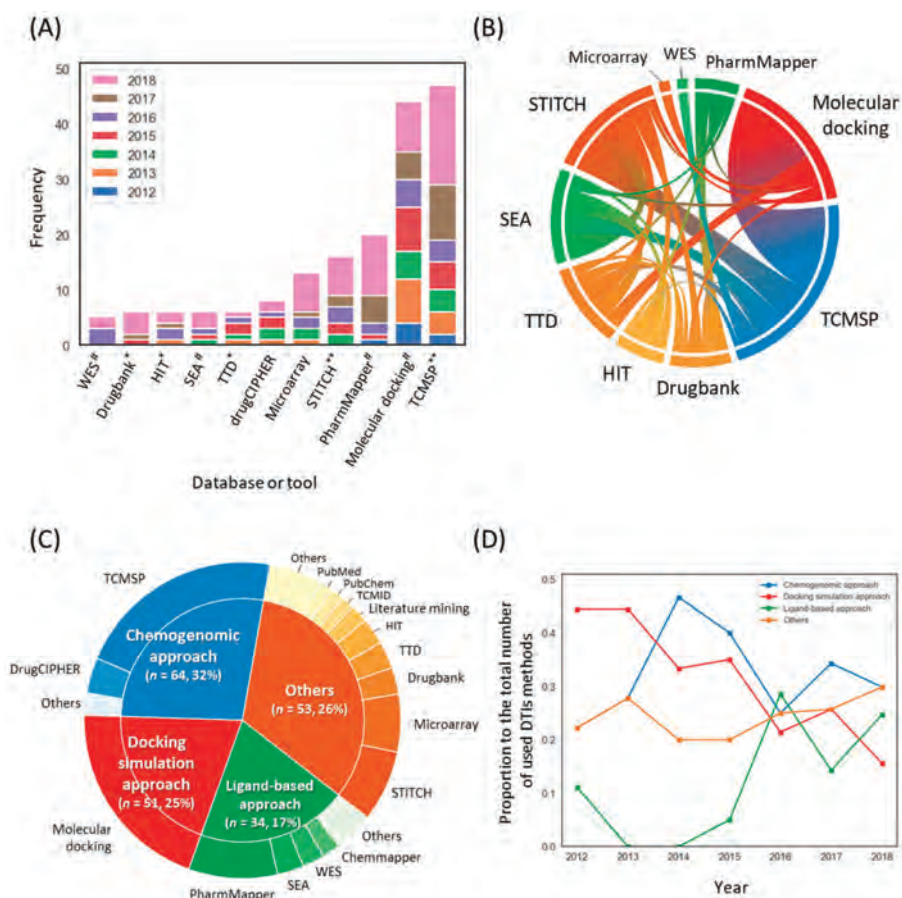 (A)
50
40
30
20
10
0
Frequency
2018
2017
2016
2015
2014
2013
2012
WES#
Drugbank*
HIT*
SEA#
TTD*
drugCIPHER
Microarray
STITCH**
PharmMapper#
Molecular docking#
TCMSP**
Database or tool
(B)
Microarray
WES
PharmMapper
STITCH
Molecular
docking
SEA
TTD
TCMSP
HIT
Drugbank
(C)
TCMSP
Others
PubMed
PubChem
TCMID
Literature mining
HIT
TTD
Drugbank
Microarray
STITCH
DrugCIPHER
Others
Chemogenomic
approach
(n = 64, 32%)
Others
(n = 53, 26%)
Docking
simulation
approach
(n = 51, 25%)
Ligand-based
approach
(n = 34, 17%)
Molecular
docking
Others
Chemmapper
WES
SEA
PharmMapper
(D)
0.5
0.4
0.3
0.2
0.1
0.0
Proportion to the total number
of used DTIs methods
Chemogenomic approach
Docking simulation approach
Ligand-based approach
Others
2012
2013
2014
2015
2016
2017
2018
Year